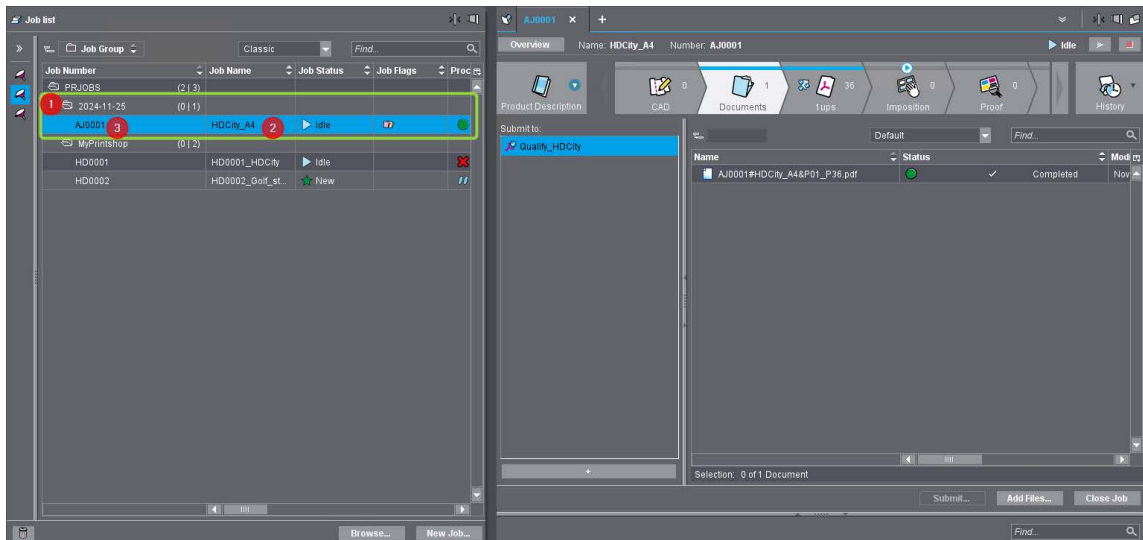 Job list
Job Group
Classic
Find...
Job Number Job Name Job Status Job Flags Proc
PRJOBS (2 | 3)
1 2024-11-25 (0 | 1)
AJ0001 3 HDCity_A4 2 Idle
MyPrintshop (0 | 2)
HD0001 HD0001_HDCity Idle
HD0002 HD0002_Golf_st... New
Browse... New Job...
AJ0001
Overview Name: HDCity_A4 Number: AJ0001 Idle
Product Description
CAD 0
Documents 1
1ups 36
Imposition 0
Proof 0
History
Submit to:
Qualify_HDCity
+
Default Find...
Name Status Modi
AJ0001#HDCity_A4&P01_P36.pdf Completed Nov
Selection: 0 of 1 Document
Submit... Add Files... Close Job
Find...